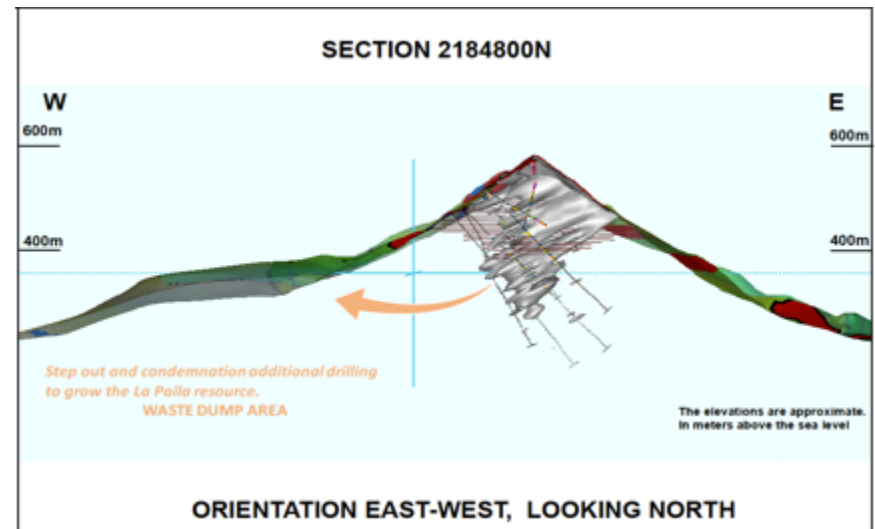 SECTION 2184800N
W
E
600m
600m
400m
400m
Step out and condemnation additional drilling
to grow the La Paila resource.
WASTE DUMP AREA
The elevations are approximate.
In meters above the sea level
ORIENTATION EAST-WEST, LOOKING NORTH